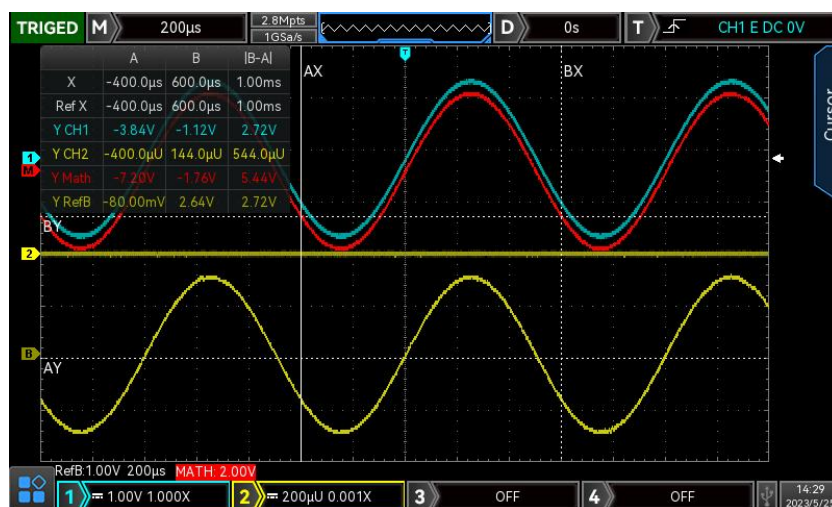 TRIGED M 200μs 2.8Mpts 1GSa/s D 0s T CH1 E DC 0V
A B |B-A|
X -400.0μs 600.0μs 1.00ms
Ref X -400.0μs 600.0μs 1.00ms
Y CH1 -3.84V -1.12V 2.72V
Y CH2 -400.0μU 144.0μU 544.0μU
Y Math -7.20V -1.76V 5.44V
Y RefB -80.00mV 2.64V 2.72V
AX
BX
T
Cursor
1
M
BY
2
B
AY
RefB:1.00V 200μs MATH: 2.00V
1 1.00V 1.000X 2 200μU 0.001X 3 OFF 4 OFF 14:29
2023/5/25